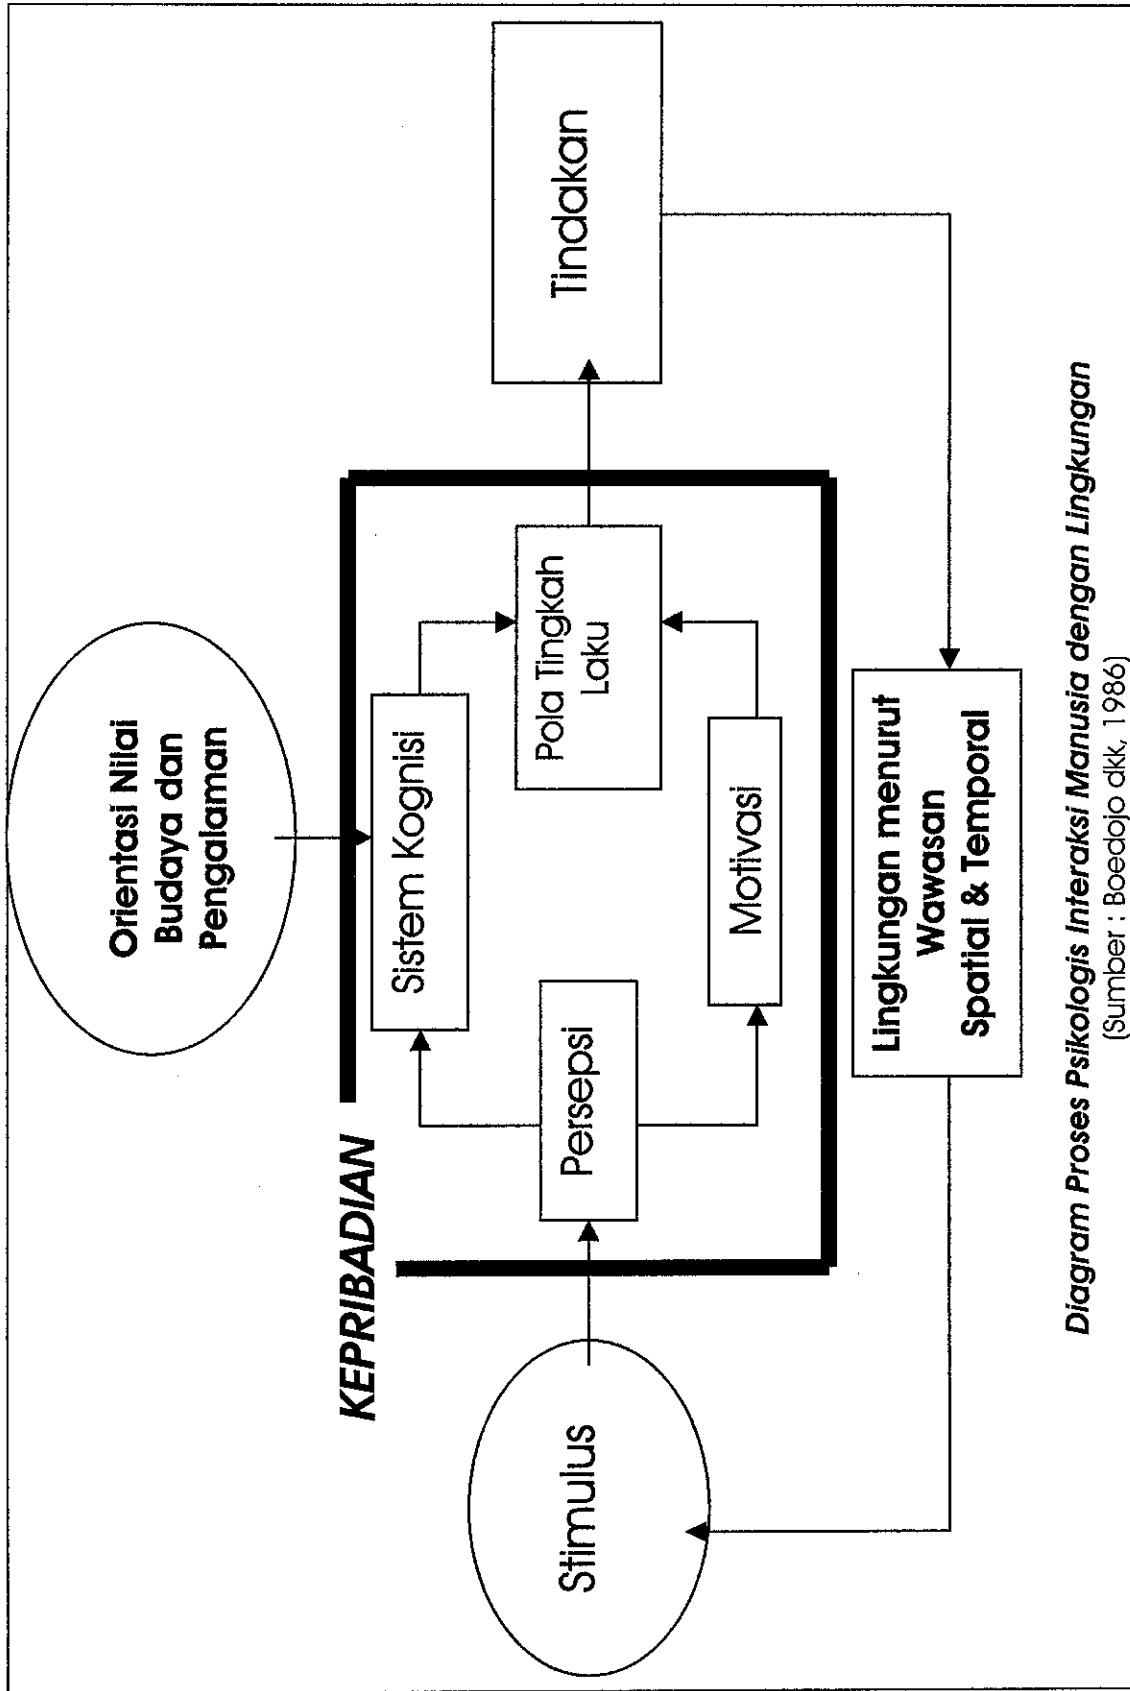 Orientasi Nilai
Budaya dan
Pengalaman
KEPRIBADIAN
Sistem Kognisi
Stimulus
Persepsi
Pola Tingkah
Laku
Tindakan
Motivasi
Lingkungan menurut
Wawasan
Spatial & Temporal
Diagram Proses Psikologis Interaksi Manusia dengan Lingkungan
(Sumber : Boedojo dkk, 1986)